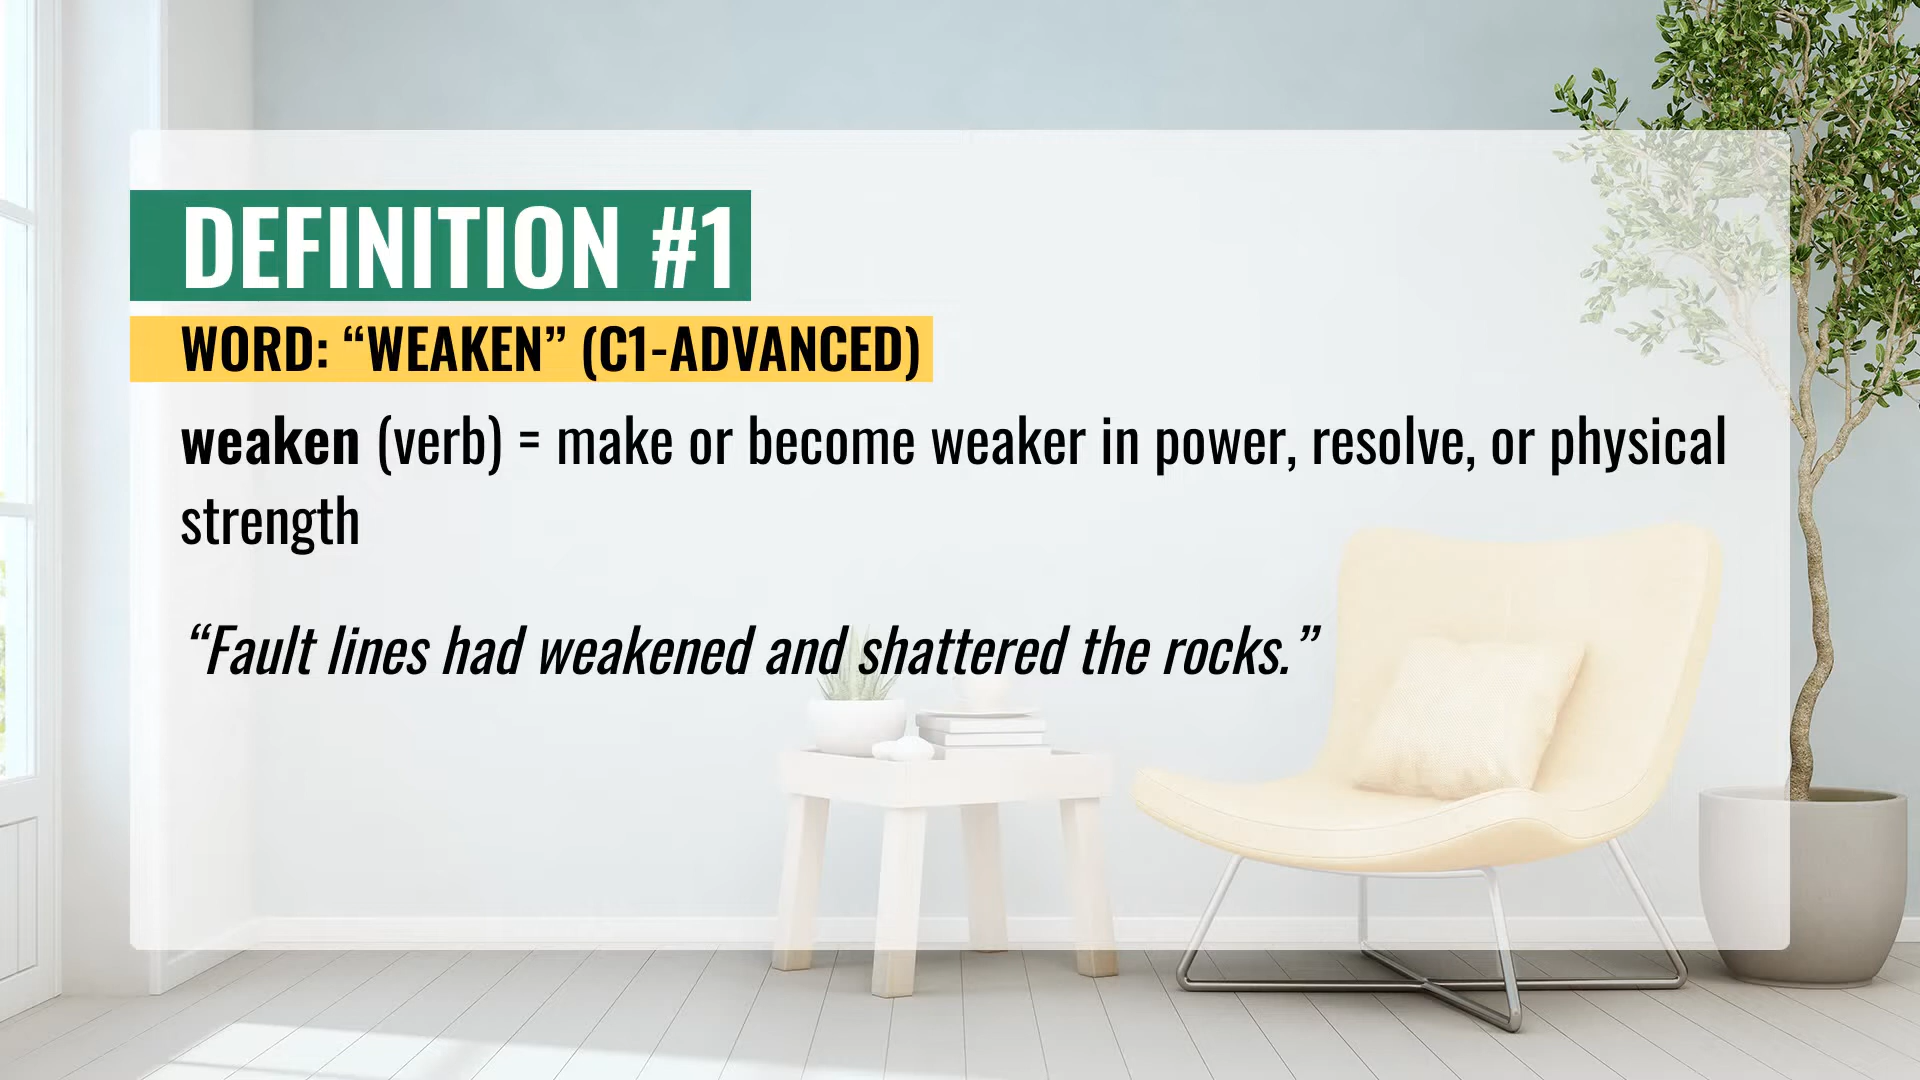 DEFINITION #1
WORD: “WEAKEN” (C1-ADVANCED)
weaken (verb) = make or become weaker in power, resolve, or physical
strength
“Fault lines had weakened and shattered the rocks.”